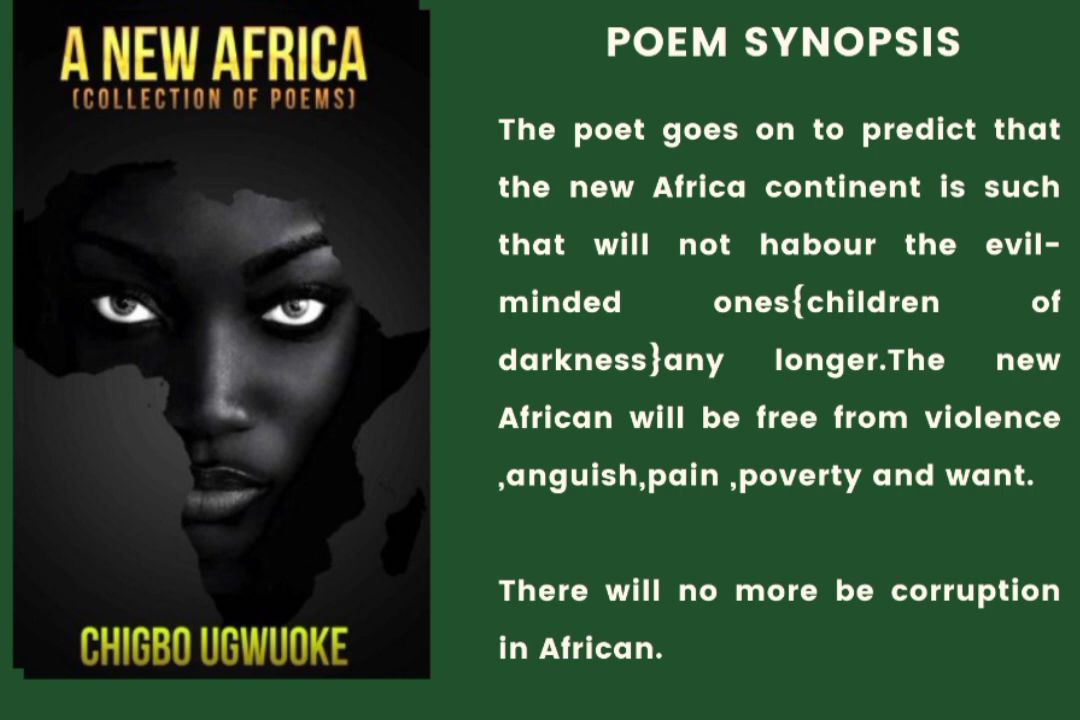 A NEW AFRICA
(COLLECTION OF POEMS)
CHIGBO UGWUOKE
POEM SYNOPSIS
The poet goes on to predict that
the new Africa continent is such
that will not habour the evil-
minded ones{children of
darkness}any longer.The new
African will be free from violence
,anguish,pain ,poverty and want.
There will no more be corruption
in African.